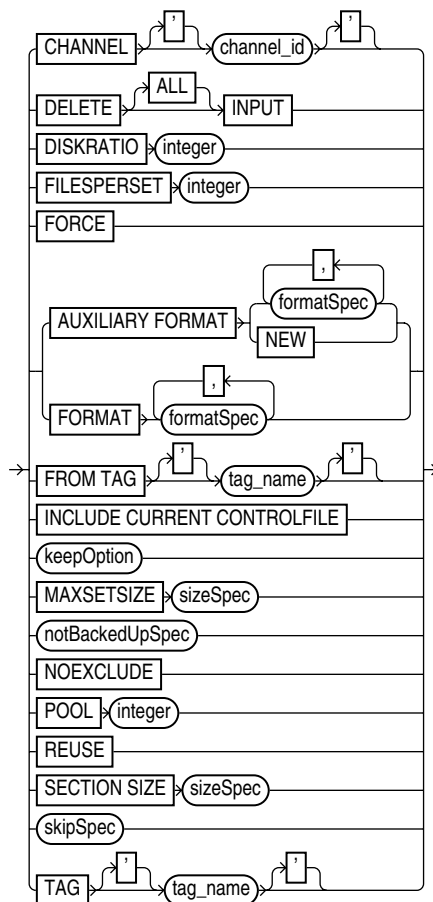 CHANNEL ' channel_id '
DELETE ALL INPUT
DISKRATIO integer
FILESPERSET integer
FORCE
,
AUXILIARY FORMAT formatSpec
NEW
,
FORMAT formatSpec
FROM TAG ' tag_name '
INCLUDE CURRENT CONTROLFILE
keepOption
MAXSETSIZE sizeSpec
notBackedUpSpec
NOEXCLUDE
POOL integer
REUSE
SECTION SIZE sizeSpec
skipSpec
TAG ' tag_name '